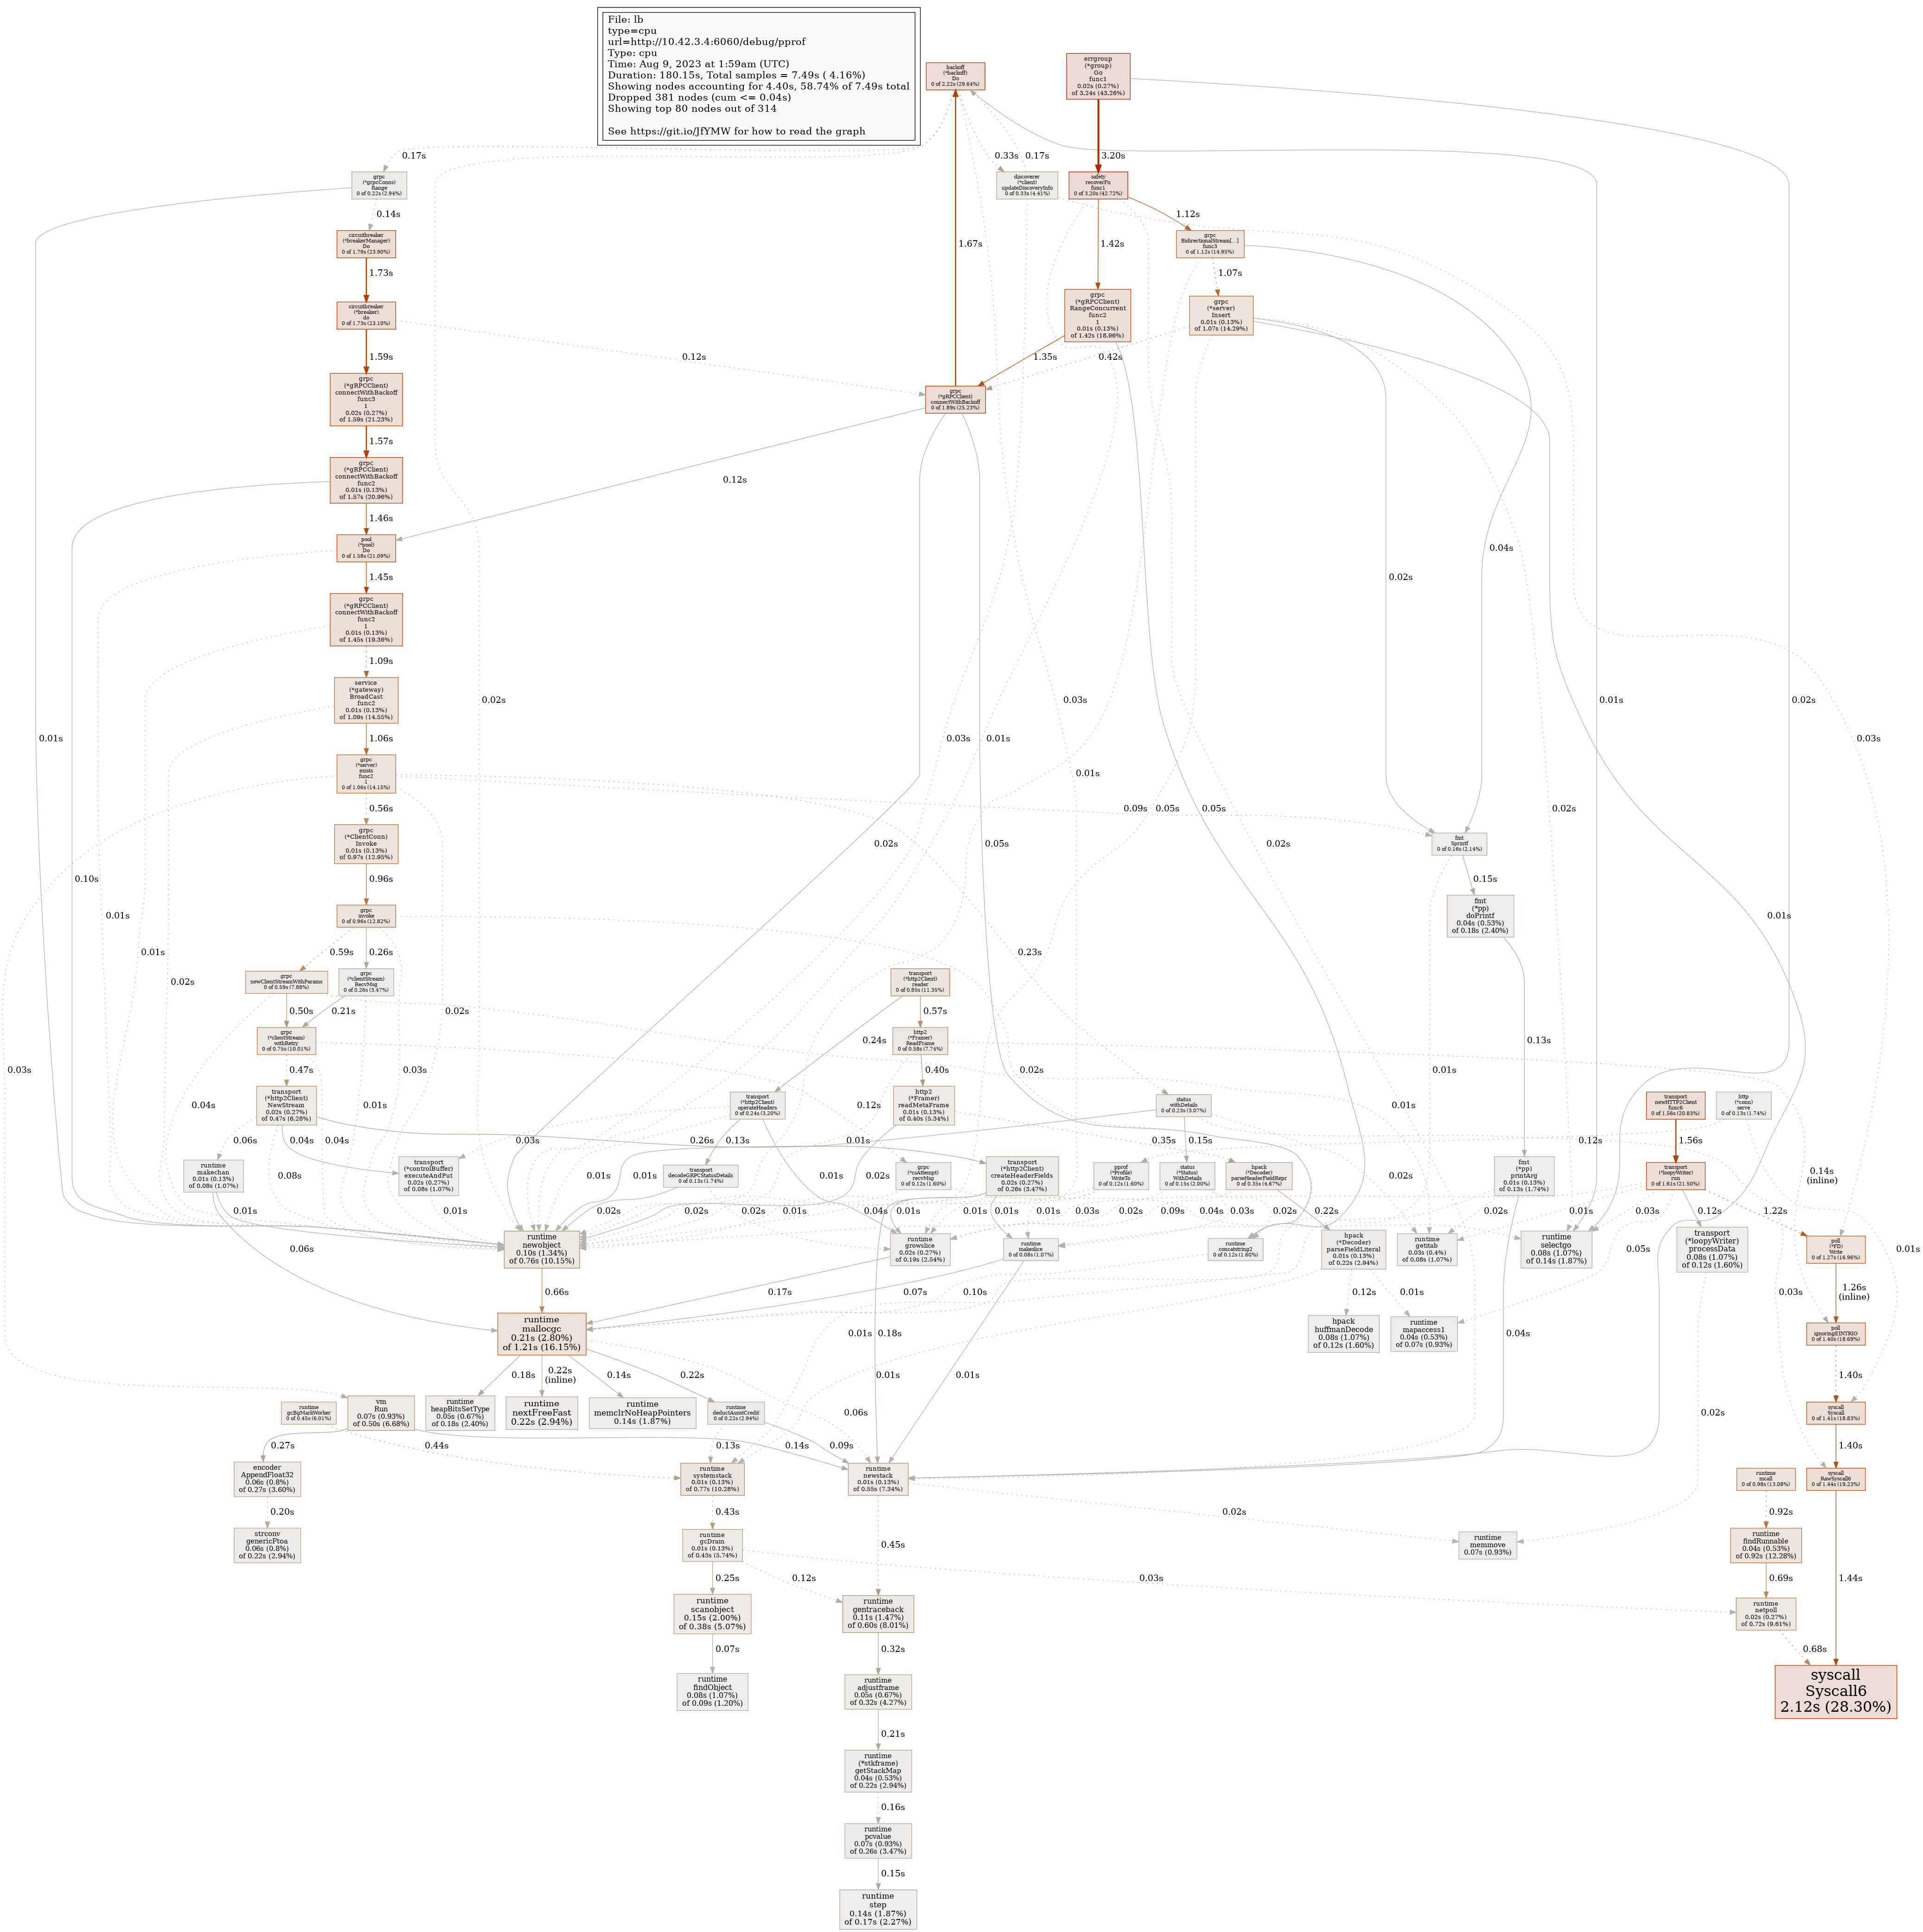 File: lb
type=cpu
url=http://10.42.3.4:6060/debug/pprof
Type: cpu
Time: Aug 9, 2023 at 1:59am (UTC)
Duration: 180.15s, Total samples = 7.49s ( 4.16%)
Showing nodes accounting for 4.40s, 58.74% of 7.49s total
Dropped 381 nodes (cum <= 0.04s)
Showing top 80 nodes out of 314
See https://git.io/JfYMW for how to read the graph
backoff
(*backoff)
Do
0 of 2.22s (29.64%)
errgroup
(*group)
Go
func1
0.02s (0.27%)
of 3.24s (43.26%)
0.17s
0.33s
0.17s
3.20s
grpc
(*grpcConns)
Range
0 of 0.22s (2.94%)
discoverer
(*client)
updateDiscoveryInfo
0 of 0.33s (4.41%)
safety
recoverFn
func1
0 of 3.20s (42.72%)
0.14s
1.67s
1.42s
1.12s
circuitbreaker
(*breakerManager)
Do
0 of 1.79s (23.90%)
grpc
BidirectionalStream[...]
func3
0 of 1.12s (14.95%)
1.73s
1.07s
circuitbreaker
(*breaker)
do
0 of 1.73s (23.10%)
grpc
(*gRPCClient)
RangeConcurrent
func2
1
0.01s (0.13%)
of 1.42s (18.96%)
grpc
(*server)
Insert
0.01s (0.13%)
of 1.07s (14.29%)
1.59s
0.12s
1.35s
0.42s
grpc
(*gRPCClient)
connectWithBackoff
func3
1
0.02s (0.27%)
of 1.59s (21.23%)
grpc
(*gRPCClient)
connectWithBackoff
0 of 1.89s (25.23%)
1.57s
0.12s
grpc
(*gRPCClient)
connectWithBackoff
func2
0.01s (0.13%)
of 1.57s (20.96%)
1.46s
0.02s
0.04s
pool
(*pool)
Do
0 of 1.58s (21.09%)
1.45s
grpc
(*gRPCClient)
connectWithBackoff
func2
1
0.01s (0.13%)
of 1.45s (19.36%)
1.09s
service
(*gateway)
BroadCast
func2
0.01s (0.13%)
of 1.09s (14.55%)
0.02s
0.03s
0.01s
0.02s
0.01s
1.06s
0.03s
0.01s
0.03s
grpc
(*server)
exists
func2
1
0 of 1.06s (14.15%)
0.01s
0.56s
0.09s
0.05s
0.05s
0.02s
0.01s
grpc
(*ClientConn)
Invoke
0.01s (0.13%)
of 0.97s (12.95%)
fmt
Sprintf
0 of 0.16s (2.14%)
0.10s
0.96s
0.02s
0.05s
0.02s
0.15s
grpc
invoke
0 of 0.96s (12.82%)
fmt
(*pp)
doPrintf
0.04s (0.53%)
of 0.18s (2.40%)
0.01s
0.01s
0.02s
0.59s
0.26s
0.23s
grpc
newClientStreamWithParams
0 of 0.59s (7.88%)
grpc
(*clientStream)
RecvMsg
0 of 0.26s (3.47%)
transport
(*http2Client)
reader
0 of 0.85s (11.35%)
0.50s
0.21s
0.02s
0.57s
grpc
(*clientStream)
withRetry
0 of 0.75s (10.01%)
http2
(*Framer)
ReadFrame
0 of 0.58s (7.74%)
0.24s
0.13s
0.03s
0.47s
0.03s
0.40s
0.02s
0.01s
transport
(*http2Client)
NewStream
0.02s (0.27%)
of 0.47s (6.28%)
transport
(*http2Client)
operateHeaders
0 of 0.24s (3.20%)
http2
(*Framer)
readMetaFrame
0.01s (0.13%)
of 0.40s (5.34%)
status
withDetails
0 of 0.23s (3.07%)
transport
newHTTP2Client
func6
0 of 1.56s (20.83%)
http
(*conn)
serve
0 of 0.13s (1.74%)
0.04s
0.01s
0.12s
0.01s
0.06s
0.04s
0.04s
0.26s
0.03s
0.13s
0.01s
0.35s
0.15s
0.12s
1.56s
runtime
makechan
0.01s (0.13%)
of 0.08s (1.07%)
transport
(*controlBuffer)
executeAndPut
0.02s (0.27%)
of 0.08s (1.07%)
transport
decodeGRPCStatusDetails
0 of 0.13s (1.74%)
grpc
(*csAttempt)
recvMsg
0 of 0.12s (1.60%)
transport
(*http2Client)
createHeaderFields
0.02s (0.27%)
of 0.26s (3.47%)
pprof
(*Profile)
WriteTo
0 of 0.12s (1.60%)
status
(*Status)
WithDetails
0 of 0.15s (2.00%)
hpack
(*Decoder)
parseHeaderFieldRepr
0 of 0.35s (4.67%)
fmt
(*pp)
printArg
0.01s (0.13%)
of 0.13s (1.74%)
transport
(*loopyWriter)
run
0 of 1.61s (21.50%)
0.14s
(inline)
0.08s
0.01s
0.01s
0.02s
0.02s
0.01s
0.01s
0.02s
0.02s
0.01s
0.04s
0.01s
0.01s
0.01s
0.03s
0.02s
0.09s
0.04s
0.03s
0.02s
0.22s
0.02s
0.01s
0.03s
0.12s
1.22s
0.05s
0.01s
runtime
newobject
0.10s (1.34%)
of 0.76s (10.15%)
runtime
growslice
0.02s (0.27%)
of 0.19s (2.54%)
runtime
makeslice
0 of 0.08s (1.07%)
runtime
concatstring2
0 of 0.12s (1.60%)
hpack
(*Decoder)
parseFieldLiteral
0.01s (0.13%)
of 0.22s (2.94%)
runtime
getitab
0.03s (0.4%)
of 0.08s (1.07%)
runtime
selectgo
0.08s (1.07%)
of 0.14s (1.87%)
transport
(*loopyWriter)
processData
0.08s (1.07%)
of 0.12s (1.60%)
poll
(*FD)
Write
0 of 1.27s (16.96%)
0.06s
0.66s
0.17s
0.07s
0.10s
0.12s
0.01s
0.03s
1.26s
(inline)
runtime
mallocgc
0.21s (2.80%)
of 1.21s (16.15%)
0.01s
0.18s
0.01s
0.01s
hpack
huffmanDecode
0.08s (1.07%)
of 0.12s (1.60%)
runtime
mapaccess1
0.04s (0.53%)
of 0.07s (0.93%)
0.04s
poll
ignoringEINTRIO
0 of 1.40s (18.69%)
0.03s
0.18s
0.22s
(inline)
0.14s
0.22s
0.06s
1.40s
runtime
gcBgMarkWorker
0 of 0.45s (6.01%)
vm
Run
0.07s (0.93%)
of 0.50s (6.68%)
runtime
heapBitsSetType
0.05s (0.67%)
of 0.18s (2.40%)
runtime
nextFreeFast
0.22s (2.94%)
runtime
memclrNoHeapPointers
0.14s (1.87%)
runtime
deductAssistCredit
0 of 0.22s (2.94%)
0.02s
syscall
Syscall
0 of 1.41s (18.83%)
0.27s
0.44s
0.14s
0.13s
0.09s
1.40s
encoder
AppendFloat32
0.06s (0.8%)
of 0.27s (3.60%)
runtime
systemstack
0.01s (0.13%)
of 0.77s (10.28%)
runtime
newstack
0.01s (0.13%)
of 0.55s (7.34%)
runtime
mcall
0 of 0.98s (13.08%)
syscall
RawSyscall6
0 of 1.44s (19.23%)
0.20s
0.43s
0.02s
0.92s
strconv
genericFtoa
0.06s (0.8%)
of 0.22s (2.94%)
runtime
gcDrain
0.01s (0.13%)
of 0.43s (5.74%)
0.45s
runtime
memmove
0.07s (0.93%)
runtime
findRunnable
0.04s (0.53%)
of 0.92s (12.28%)
0.25s
0.12s
0.03s
0.69s
1.44s
runtime
scanobject
0.15s (2.00%)
of 0.38s (5.07%)
runtime
gentraceback
0.11s (1.47%)
of 0.60s (8.01%)
runtime
netpoll
0.02s (0.27%)
of 0.72s (9.61%)
0.07s
0.32s
0.68s
runtime
findObject
0.08s (1.07%)
of 0.09s (1.20%)
runtime
adjustframe
0.05s (0.67%)
of 0.32s (4.27%)
syscall
Syscall6
2.12s (28.30%)
0.21s
runtime
(*stkframe)
getStackMap
0.04s (0.53%)
of 0.22s (2.94%)
0.16s
runtime
pcvalue
0.07s (0.93%)
of 0.26s (3.47%)
0.15s
runtime
step
0.14s (1.87%)
of 0.17s (2.27%)